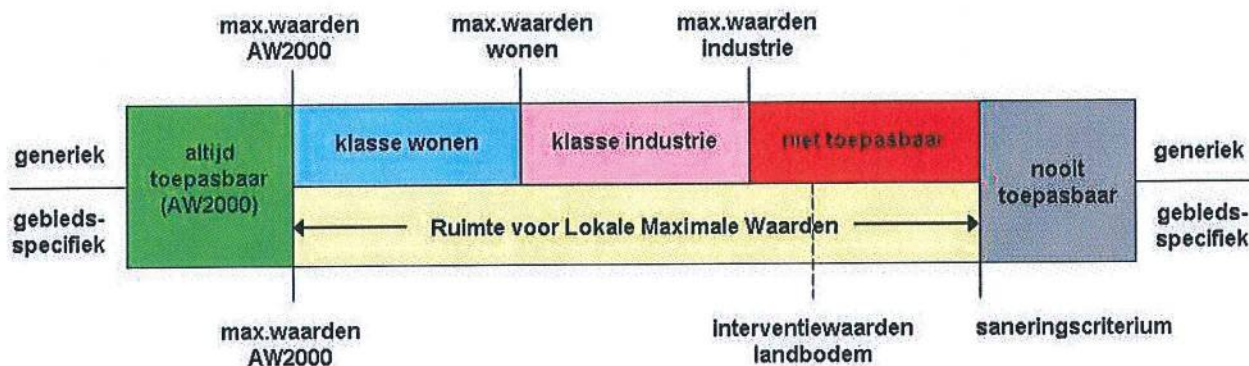 max.waarden
AW2000
max.waarden
wonen
max.waarden
industrie
generiek
gebieds-
specifiek
altijd
toepasbaar
(AW2000)
klasse wonen
klasse industrie
niet toepasbaar
Ruimte voor Lokale Maximale Waarden
nooit
toepasbaar
generiek
gebieds-
specifiek
max.waarden
AW2000
interventiewaarden
landbodem
saneringscriterium